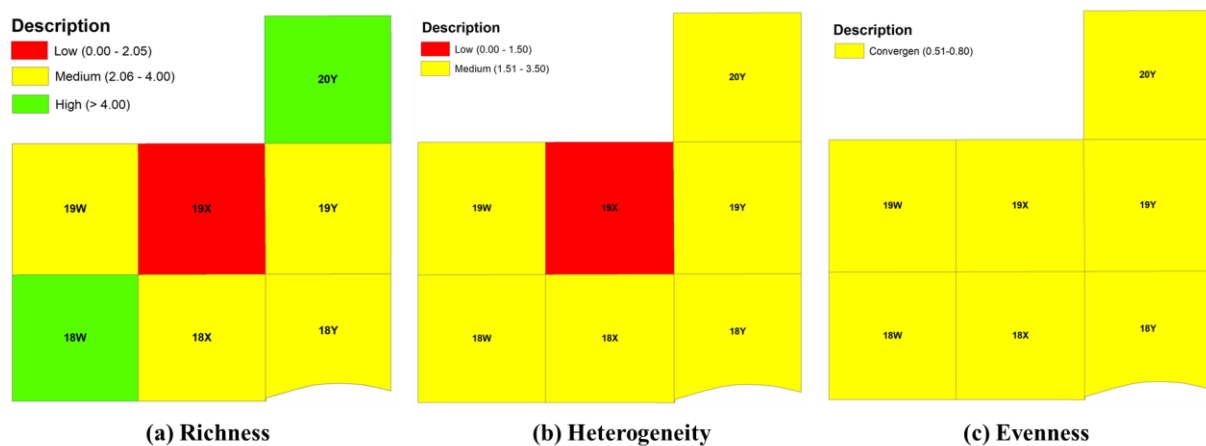 Description
Low (0.00 - 2.05)
Medium (2.06 - 4.00)
High (> 4.00)
20Y
19W
19X
19Y
18W
18X
18Y
(a) Richness
Description
Low (0.00 - 1.50)
Medium (1.51 - 3.50)
20Y
19W
19X
19Y
18W
18X
18Y
(b) Heterogeneity
Description
Convergen (0.51-0.80)
20Y
19W
19X
19Y
18W
18X
18Y
(c) Evenness